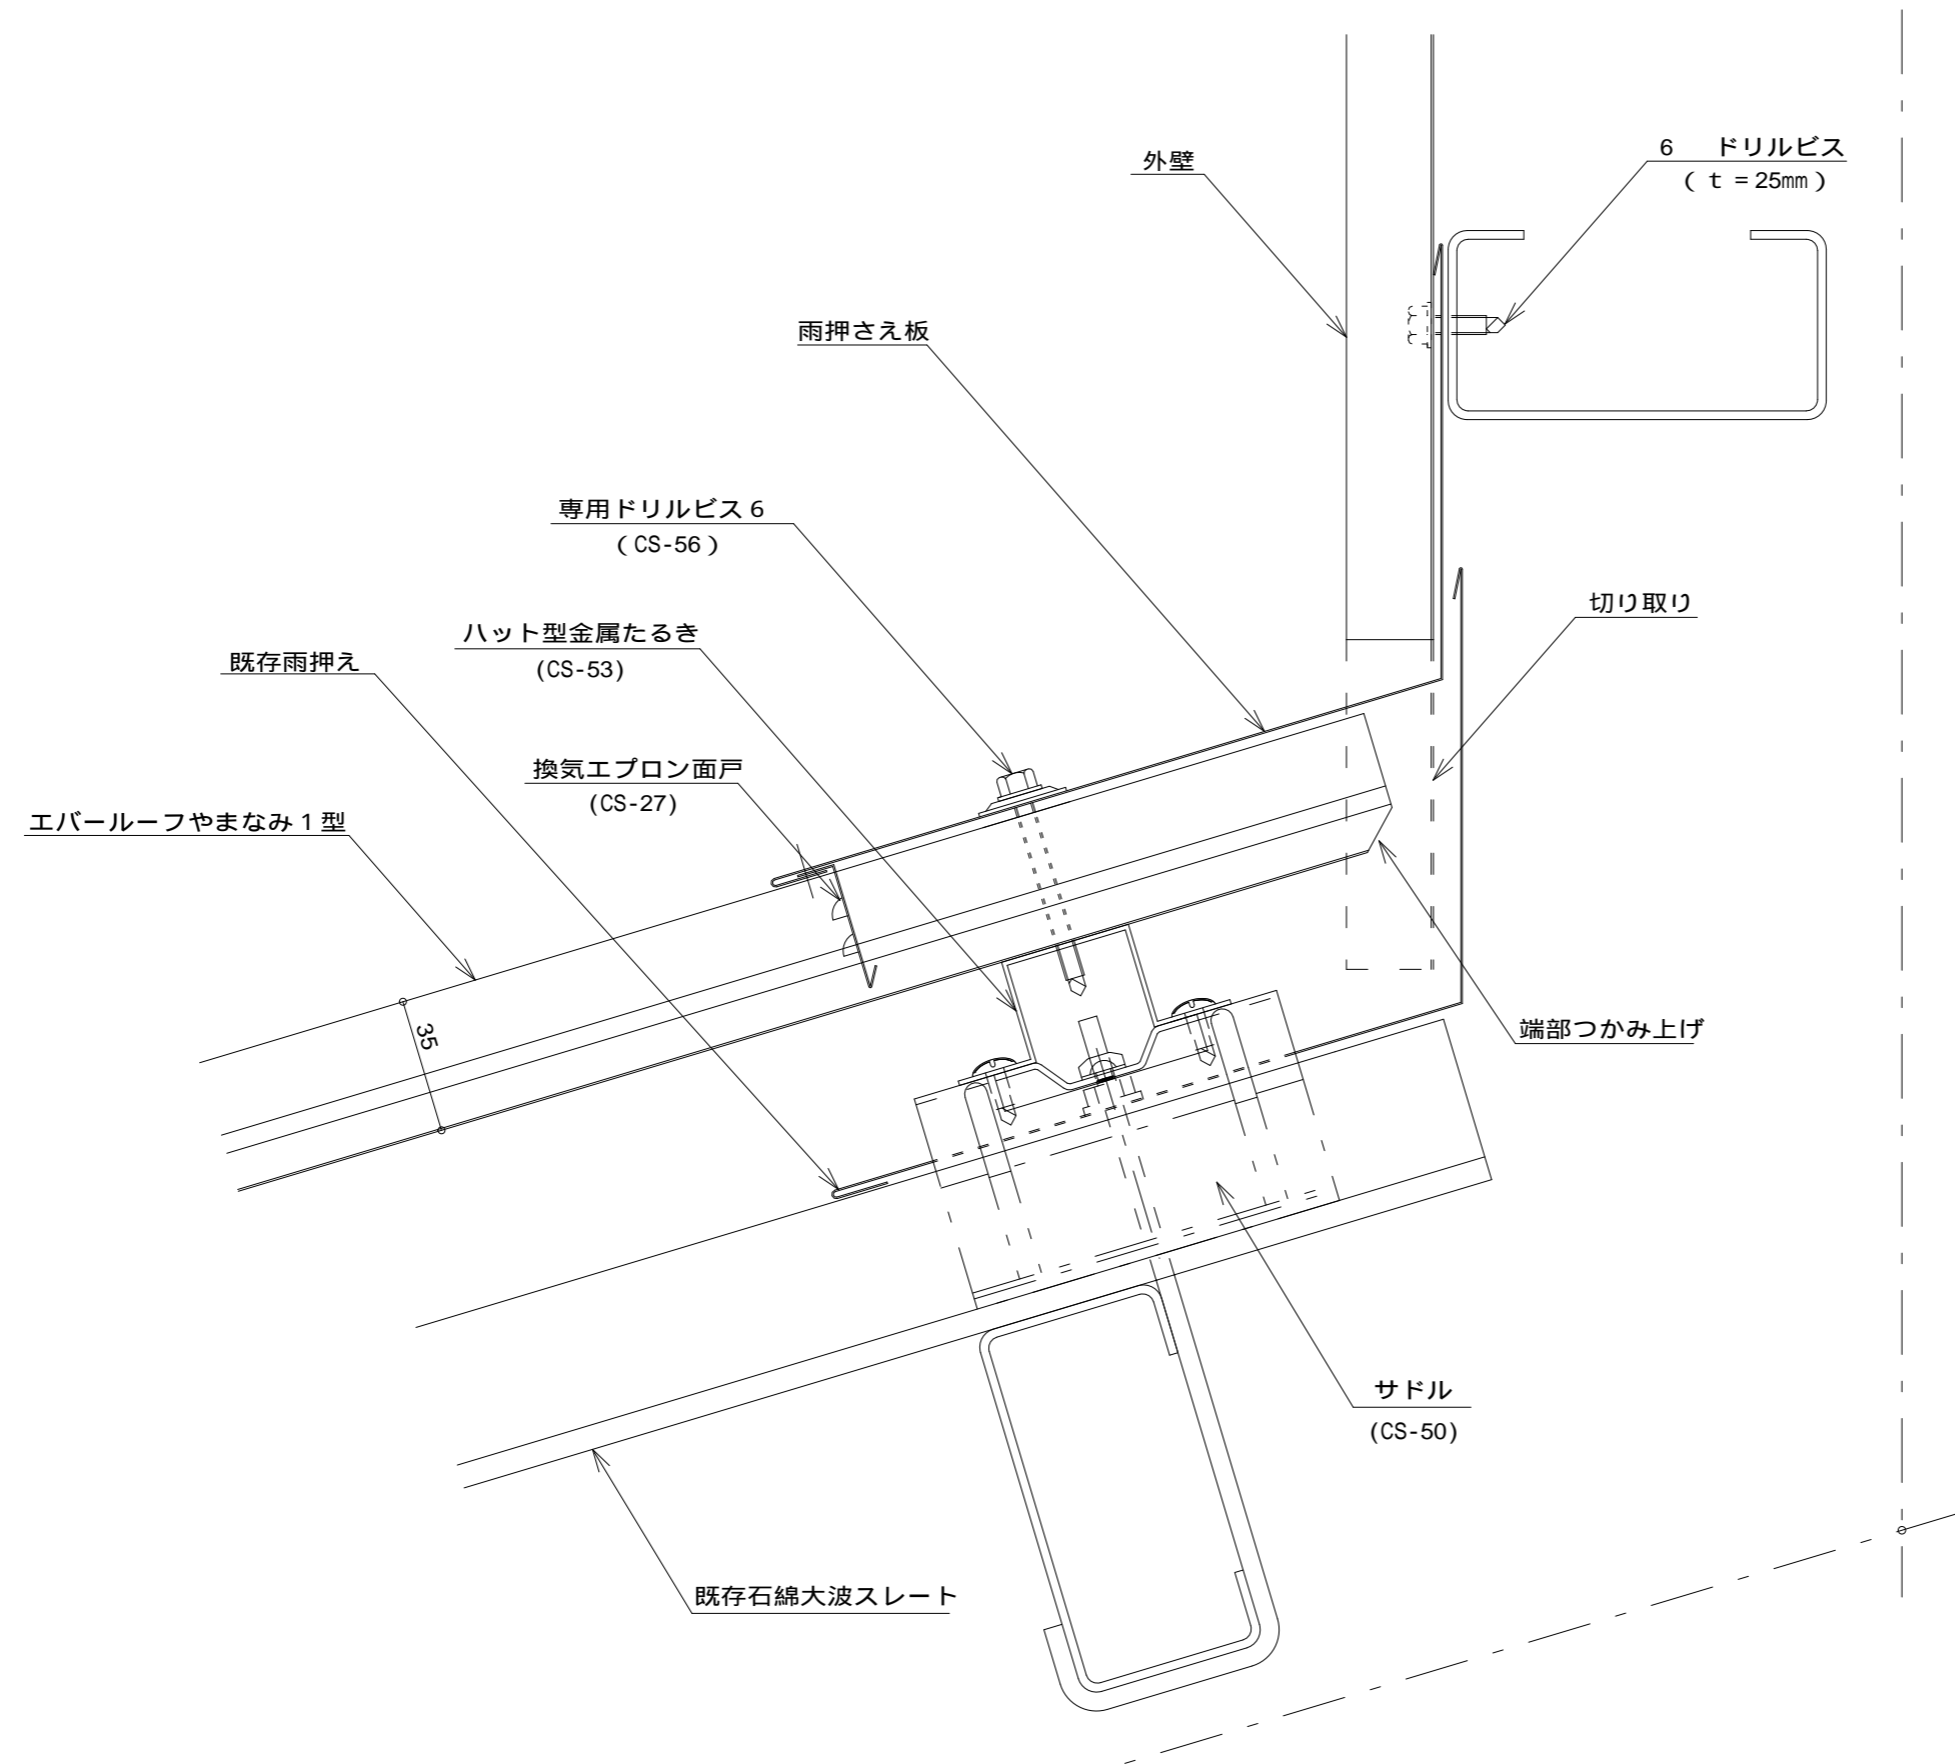 外壁
6　ドリルビス
（ｔ＝25㎜）
雨押さえ板
専用ドリルビス６
（CS-56）
切り取り
ハット型金属たるき
(CS-53)
既存雨押え
換気エプロン面戸
(CS-27)
エバールーフやまなみ１型
35
端部つかみ上げ
サドル
(CS-50)
既存石綿大波スレート